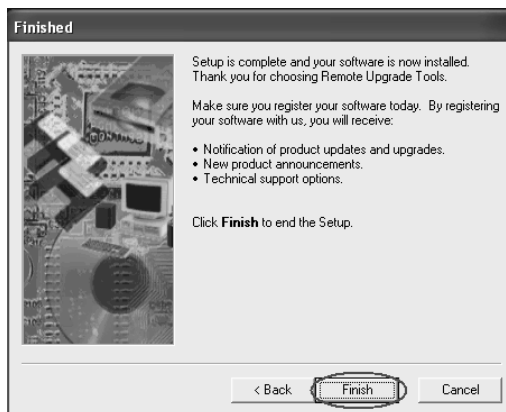 Finished
Setup is complete and your software is now installed.
Thank you for choosing Remote Upgrade Tools.
Make sure you register your software today. By registering
your software with us, you will receive:
• Notification of product updates and upgrades.
• New product announcements.
• Technical support options.
Click Finish to end the Setup.
< Back
Finish
Cancel